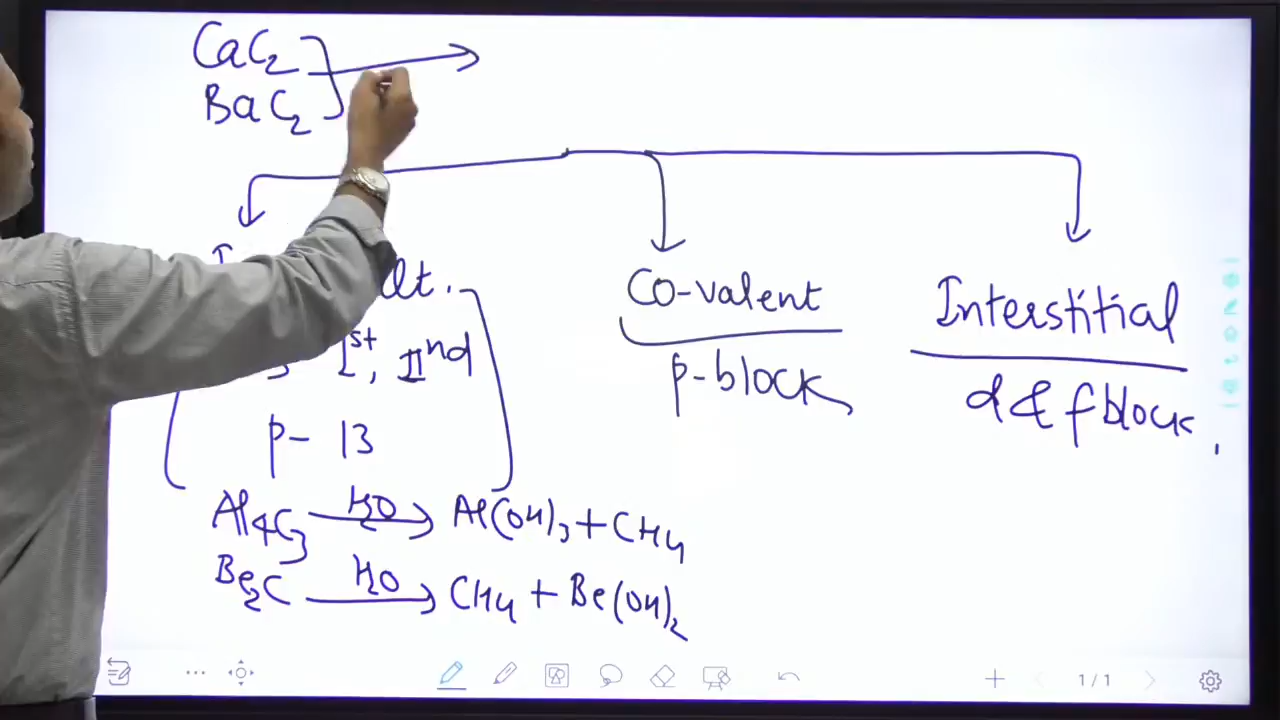 CaC₂
BaC₂
lt.
Co-valent
Interstitial
Ist, IInd
p-block
d & f block
p- 13
Al₄C₃ H₂O Al(OH)₃ + CH₄
Be₂C H₂O CH₄ + Be(OH)₂
1/1